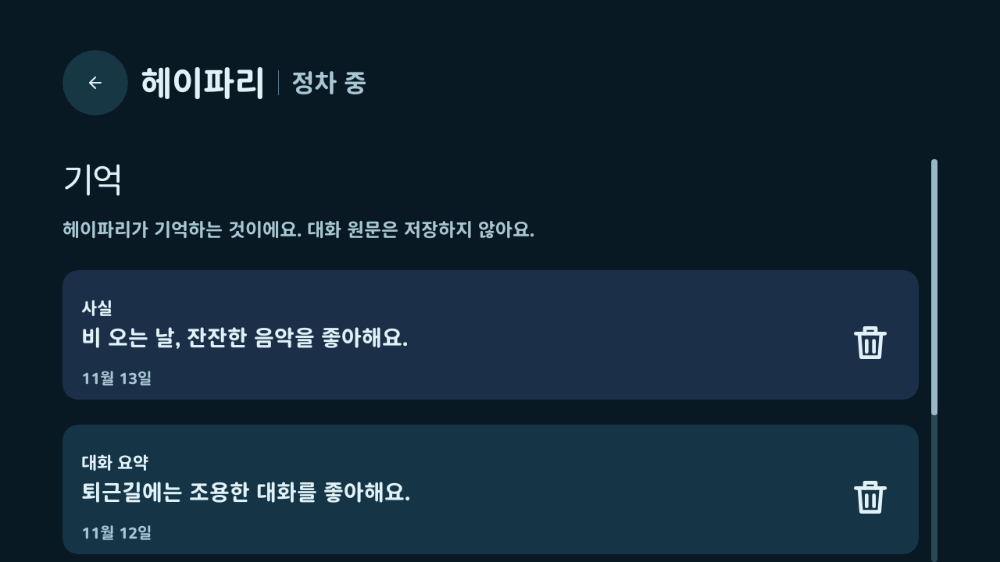 헤이파리 정차 중
기억
헤이파리가 기억하는 것이에요. 대화 원문은 저장하지 않아요.
사실
비 오는 날, 잔잔한 음악을 좋아해요.
11월 13일
대화 요약
퇴근길에는 조용한 대화를 좋아해요.
11월 12일